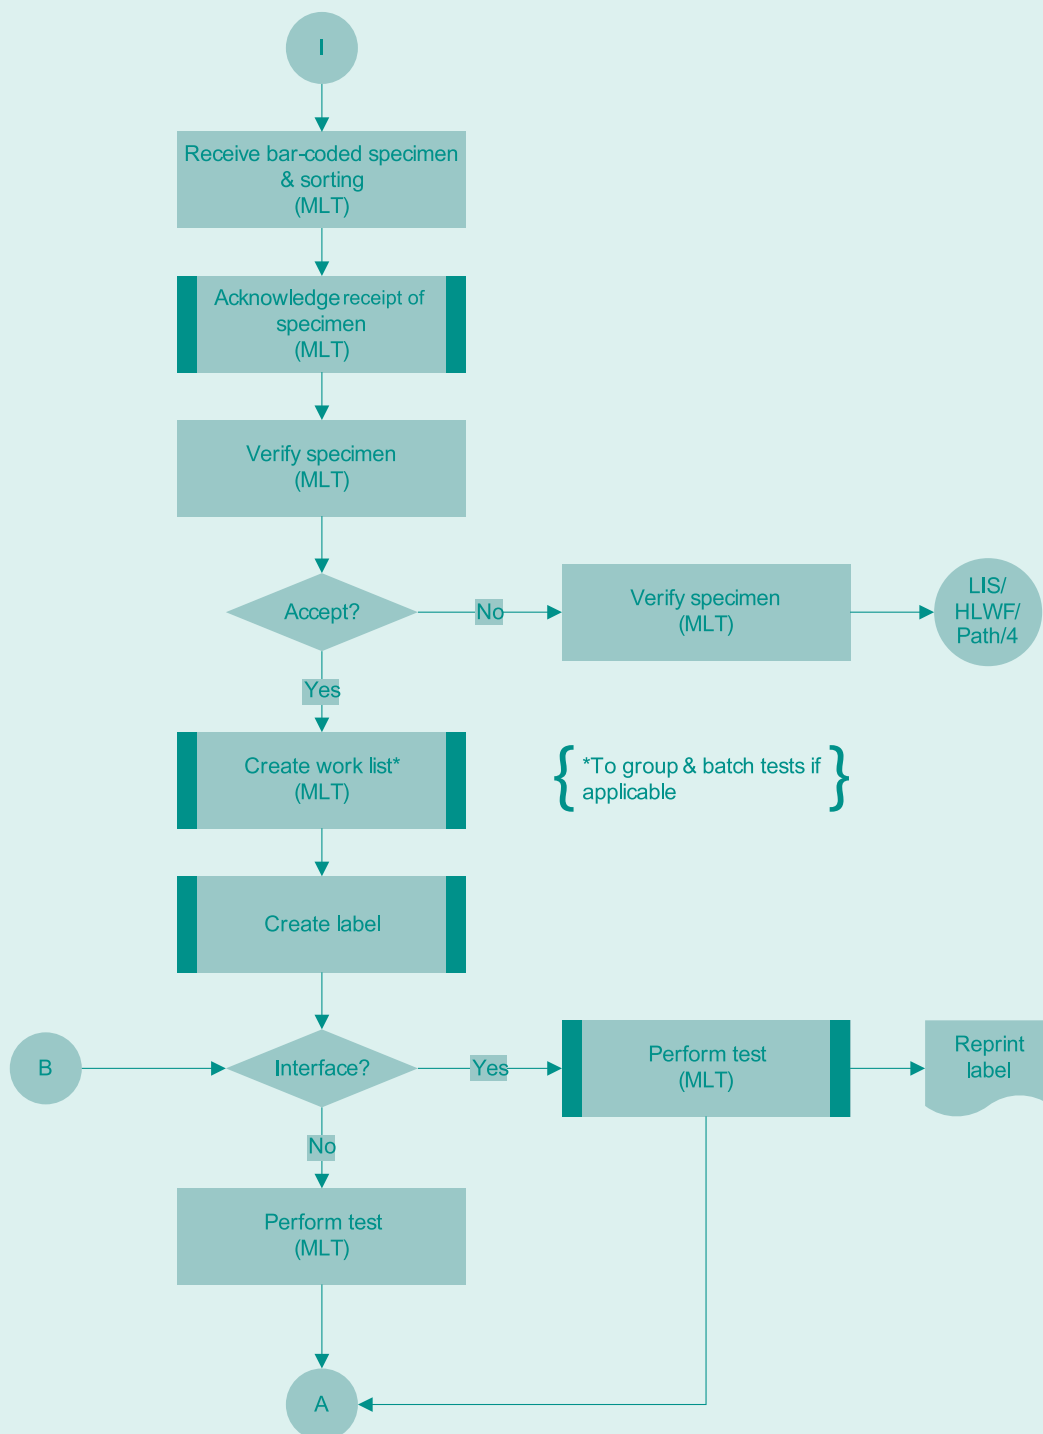 I
Receive bar-coded specimen
& sorting
(MLT)
Acknowledge receipt of
specimen
(MLT)
Verify specimen
(MLT)
Accept?
No
Verify specimen
(MLT)
LIS/
HLWF/
Path/4
Yes
Create work list*
(MLT)
{ *To group & batch tests if }
applicable
Create label
B
Interface?
Yes
Perform test
(MLT)
Reprint
label
No
Perform test
(MLT)
A